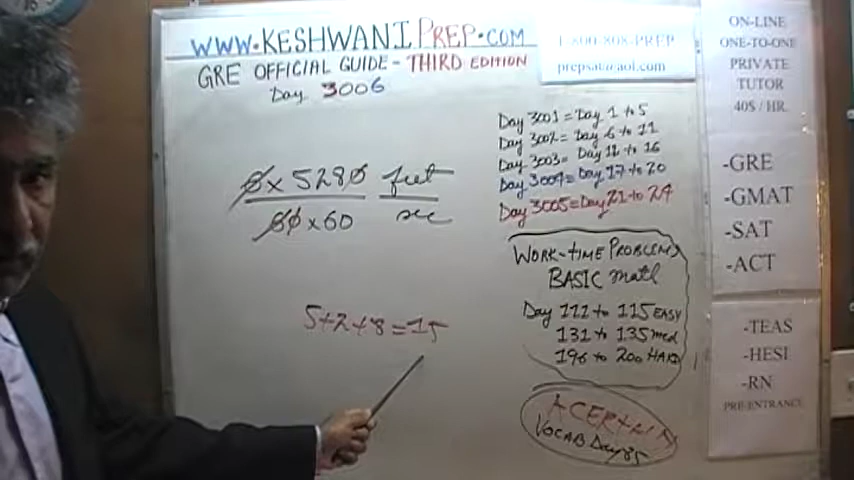 WWW.KESHWANIPREP.COM
GRE OFFICIAL GUIDE - THIRD EDITION
Day 3006
1-800-808-PREP
prepsat@aol.com
6 x 5280 feet
60 x 60 sec
5+2+8=15
Day 3001 = Day 1 to 5
Day 3002 = Day 6 to 11
Day 3003 = Day 12 to 16
Day 3004 = Day 17 to 20
Day 3005 = Day 21 to 24
WORK-TIME PROBLEMS
BASIC math
Day 111 to 115 EASY
131 to 135 med
196 to 200 HARD
VOCAB Day 85
ON-LINE
ONE-TO-ONE
PRIVATE
TUTOR
40$ / HR.
-GRE
-GMAT
-SAT
-ACT
-TEAS
-HESI
-RN
PRE-ENTRANCE